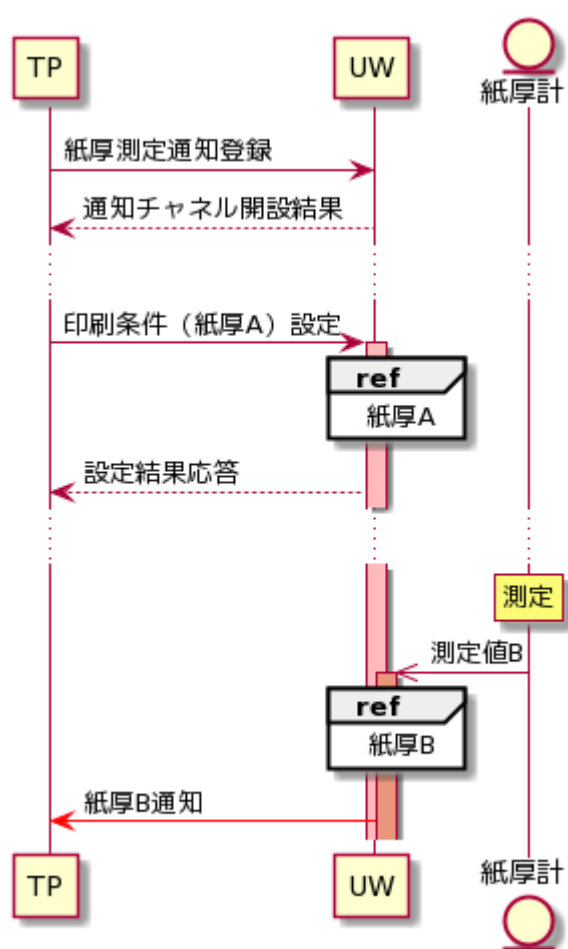 TP
UW
紙厚計
紙厚測定通知登録
通知チャネル開設結果
印刷条件（紙厚A）設定
ref
紙厚A
設定結果応答
測定
測定値B
ref
紙厚B
紙厚B通知
TP
UW
紙厚計